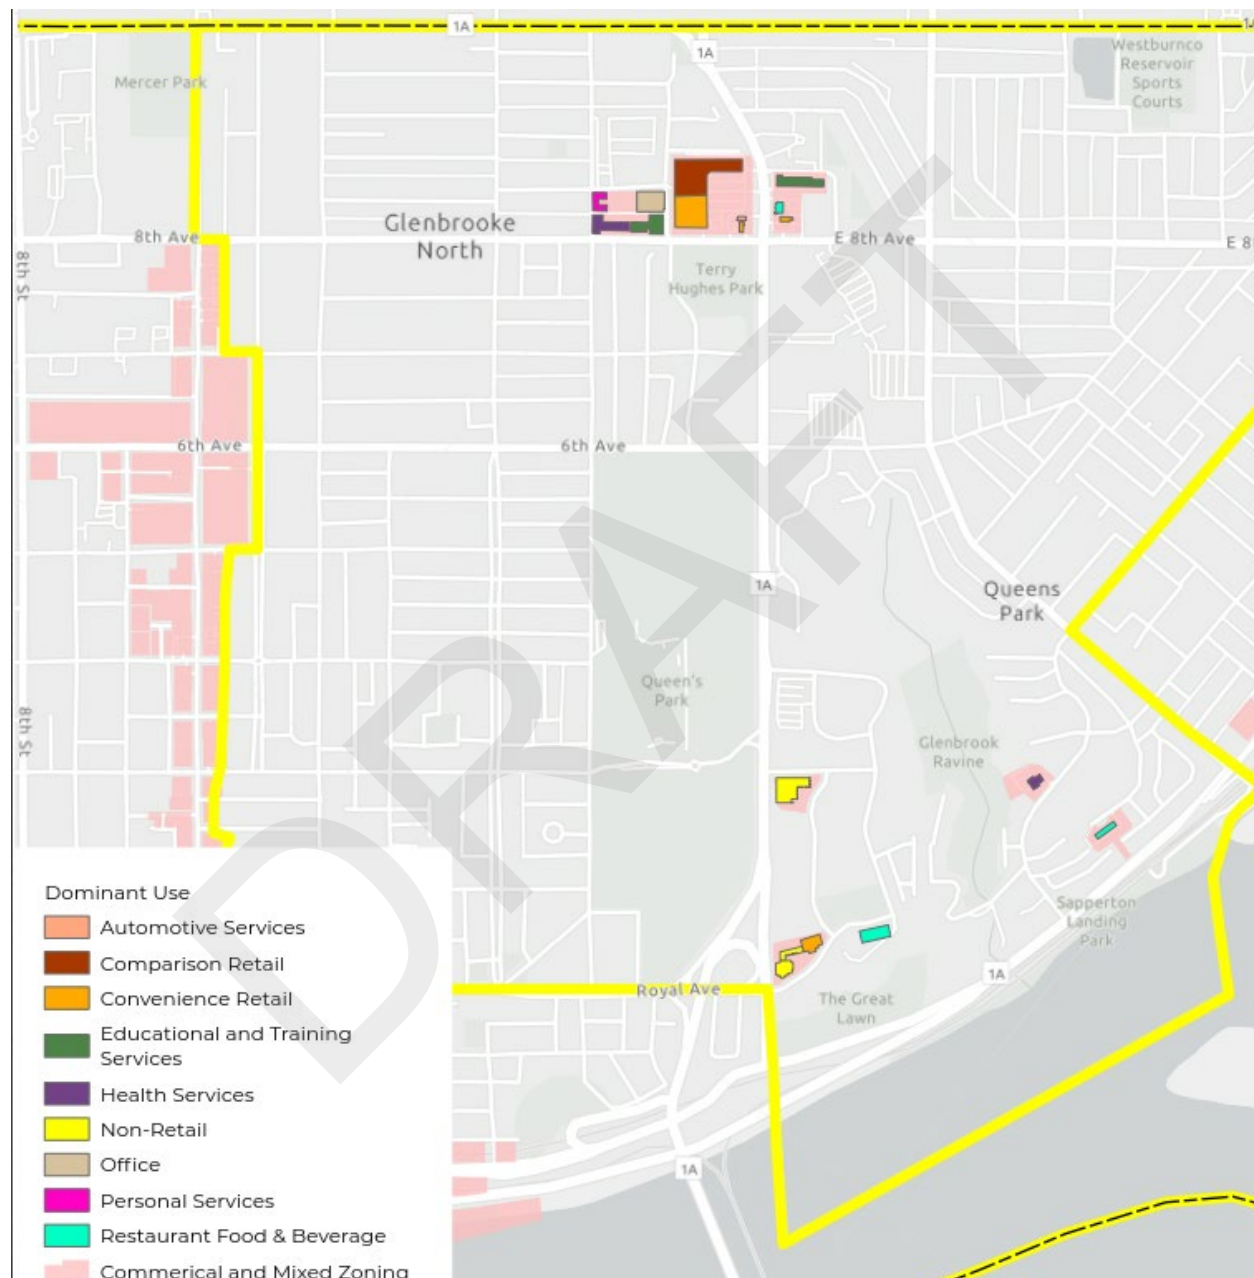 1A
1A
Westburnco
Reservoir
Sports
Courts
Mercer Park
Glenbrooke
North
8th Ave
E 8th Ave
E 8
8th St
Terry
Hughes Park
6th Ave
6th Ave
1A
Queens
Park
Queen's
Park
8th St
Glenbrook
Ravine
Sapperton
Landing
Park
1A
Royal Ave
The Great
Lawn
1A
DRAFT
Dominant Use
Automotive Services
Comparison Retail
Convenience Retail
Educational and Training
Services
Health Services
Non-Retail
Office
Personal Services
Restaurant Food & Beverage
Commerical and Mixed Zoning